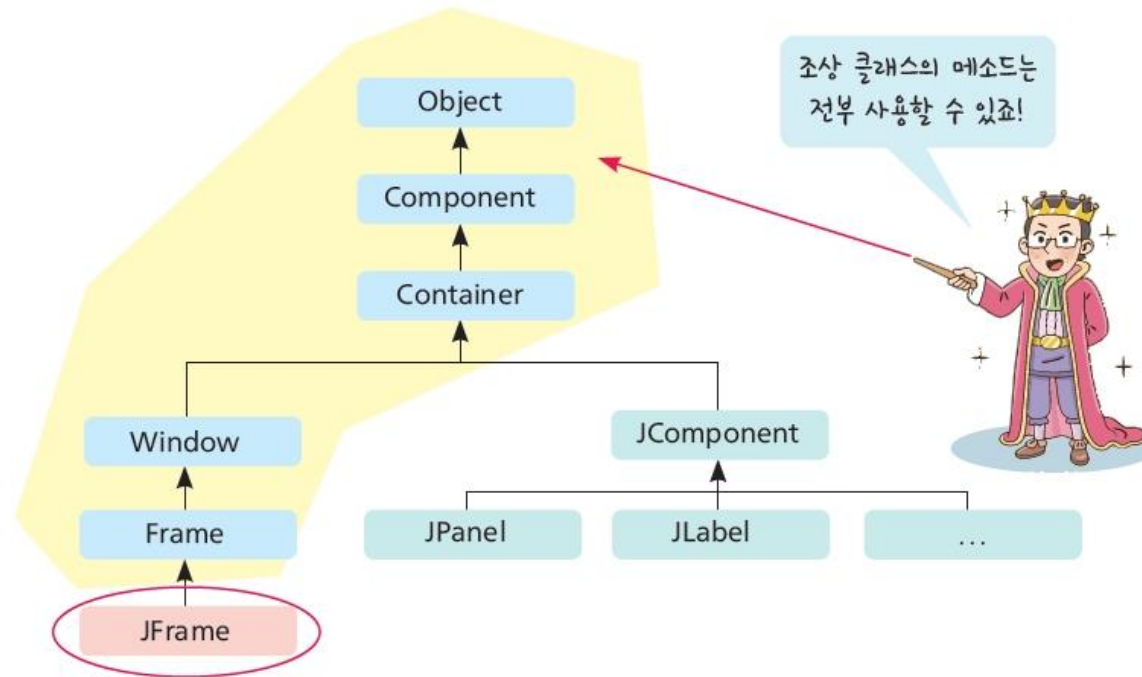 조상 클래스의 메소드는
전부 사용할 수 있죠!
Object
Component
Container
Window
JComponent
Frame
JPanel
JLabel
...
JFrame